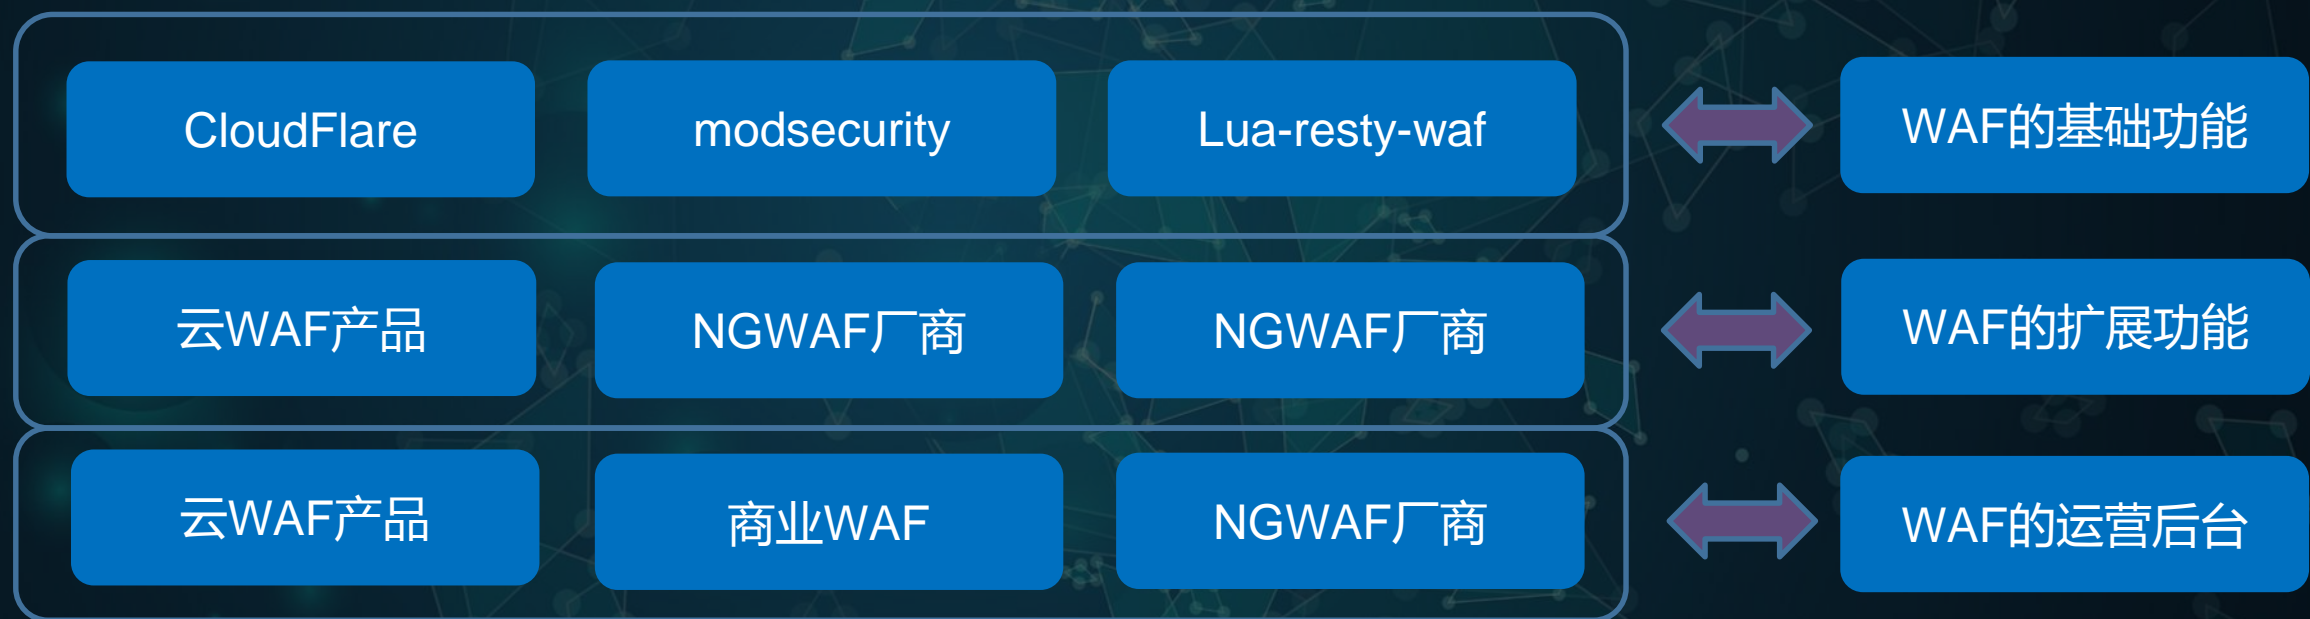 CloudFlare
modsecurity
Lua-resty-waf
WAF的基础功能
云WAF产品
NGWAF厂商
NGWAF厂商
WAF的扩展功能
云WAF产品
商业WAF
NGWAF厂商
WAF的运营后台